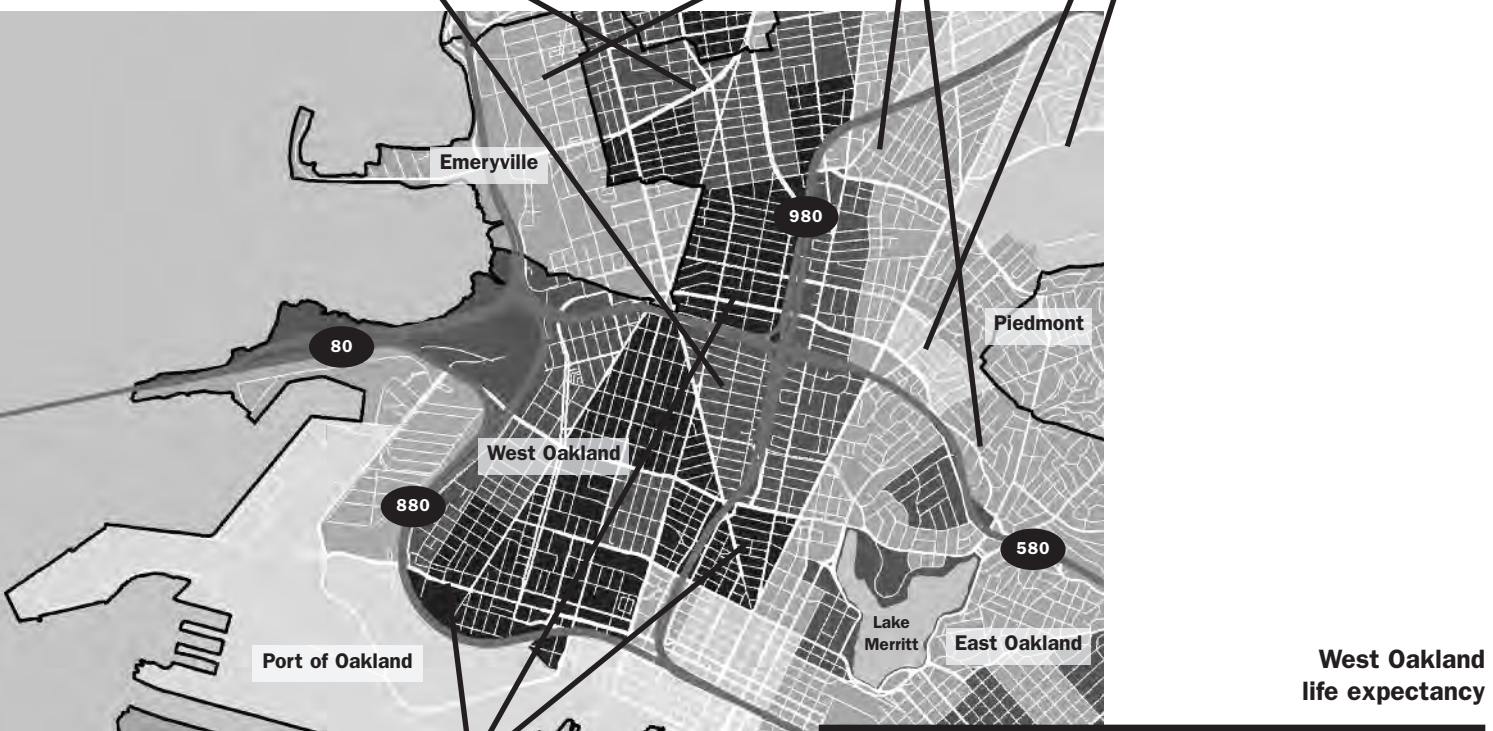 Emeryville
980
Piedmont
80
West Oakland
880
580
Lake
Merritt
East Oakland
Port of Oakland
West Oakland
life expectancy